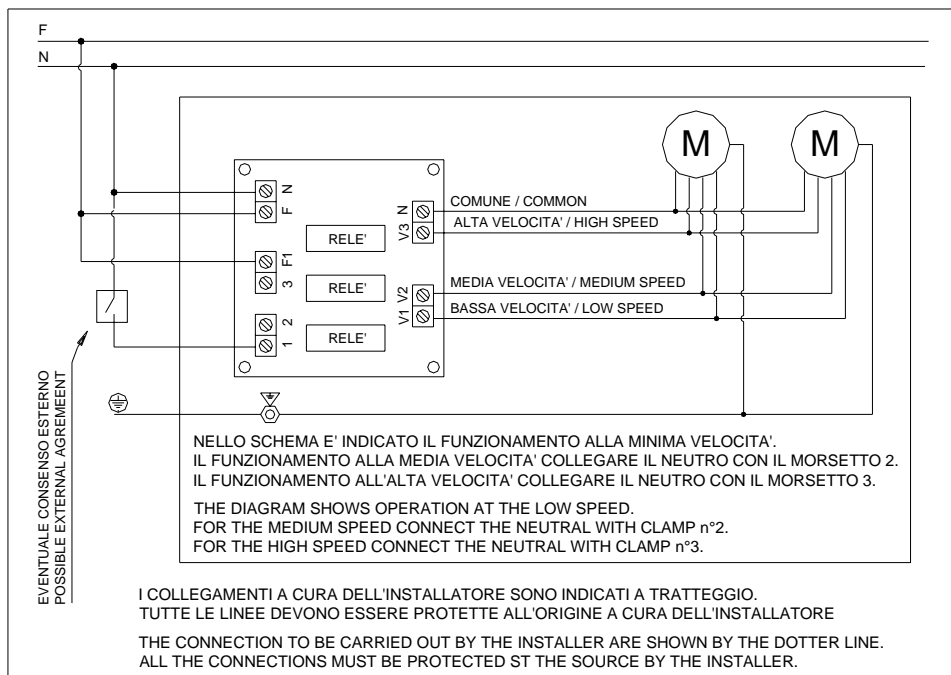 F
N
M
M
N
F
F1
3
2
1
RELE'
RELE'
RELE'
N
V3
V2
V1
COMUNE / COMMON
ALTA VELOCITA' / HIGH SPEED
MEDIA VELOCITA' / MEDIUM SPEED
BASSA VELOCITA' / LOW SPEED
EVENTUALE CONSENSO ESTERNO
POSSIBLE EXTERNAL AGREMEENT
NELLO SCHEMA E' INDICATO IL FUNZIONAMENTO ALLA MINIMA VELOCITA'.
IL FUNZIONAMENTO ALLA MEDIA VELOCITA' COLLEGARE IL NEUTRO CON IL MORSETTO 2.
IL FUNZIONAMENTO ALL'ALTA VELOCITA' COLLEGARE IL NEUTRO CON IL MORSETTO 3.
THE DIAGRAM SHOWS OPERATION AT THE LOW SPEED.
FOR THE MEDIUM SPEED CONNECT THE NEUTRAL WITH CLAMP n°2.
FOR THE HIGH SPEED CONNECT THE NEUTRAL WITH CLAMP n°3.
I COLLEGAMENTI A CURA DELL'INSTALLATORE SONO INDICATI A TRATTEGGIO.
TUTTE LE LINEE DEVONO ESSERE PROTETTE ALL'ORIGINE A CURA DELL'INSTALLATORE
THE CONNECTION TO BE CARRIED OUT BY THE INSTALLER ARE SHOWN BY THE DOTTER LINE.
ALL THE CONNECTIONS MUST BE PROTECTED ST THE SOURCE BY THE INSTALLER.